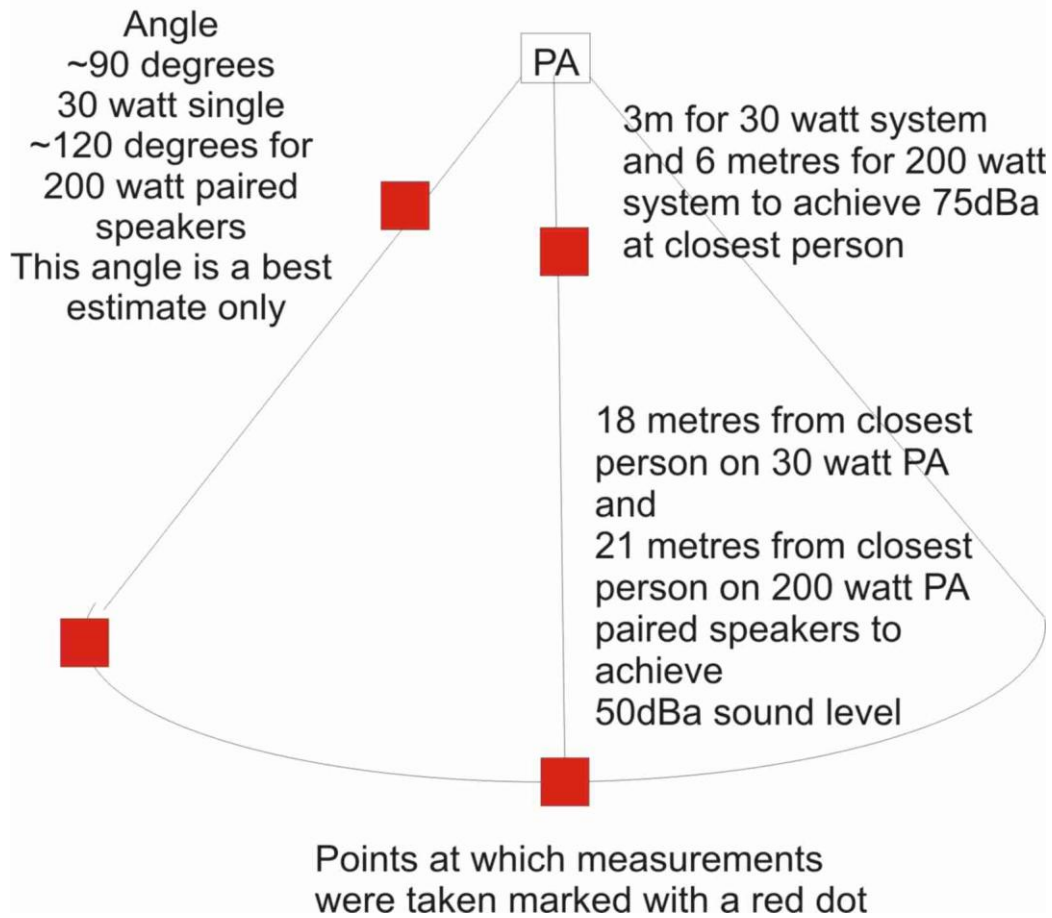 Angle
~90 degrees
30 watt single
~120 degrees for
200 watt paired
speakers
This angle is a best
estimate only
PA
3m for 30 watt system
and 6 metres for 200 watt
system to achieve 75dBa
at closest person
18 metres from closest
person on 30 watt PA
and
21 metres from closest
person on 200 watt PA
paired speakers to
achieve
50dBa sound level
Points at which measurements
were taken marked with a red dot